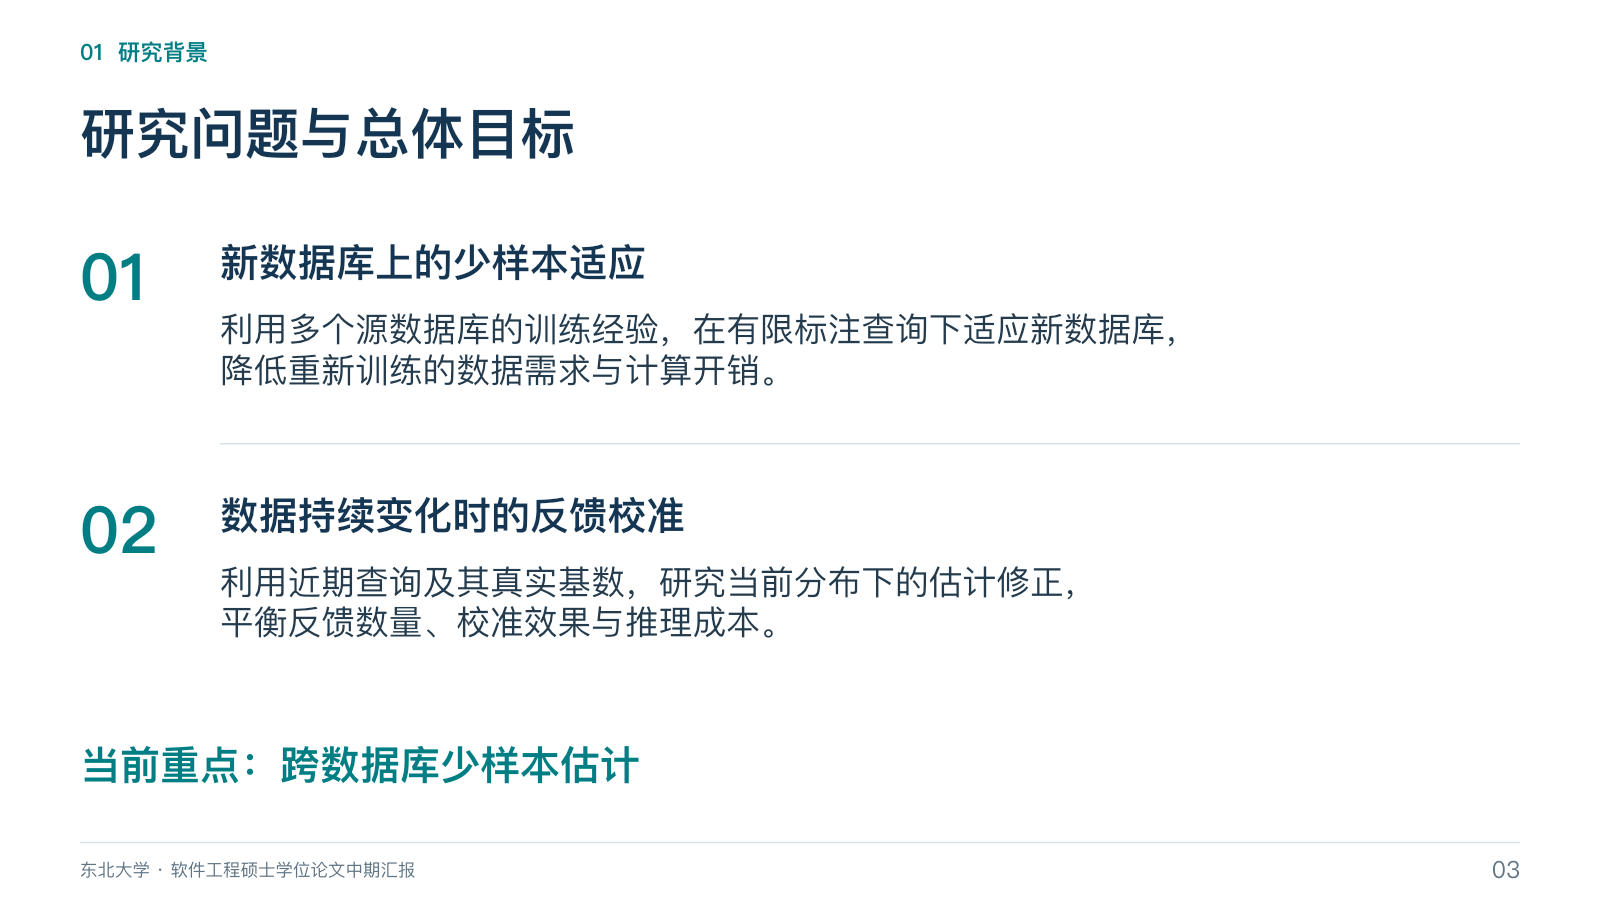 01 研究背景
研究问题与总体目标
01
新数据库上的少样本适应
利用多个源数据库的训练经验，在有限标注查询下适应新数据库，
降低重新训练的数据需求与计算开销。
02
数据持续变化时的反馈校准
利用近期查询及其真实基数，研究当前分布下的估计修正，
平衡反馈数量、校准效果与推理成本。
当前重点：跨数据库少样本估计
东北大学 · 软件工程硕士学位论文中期汇报
03